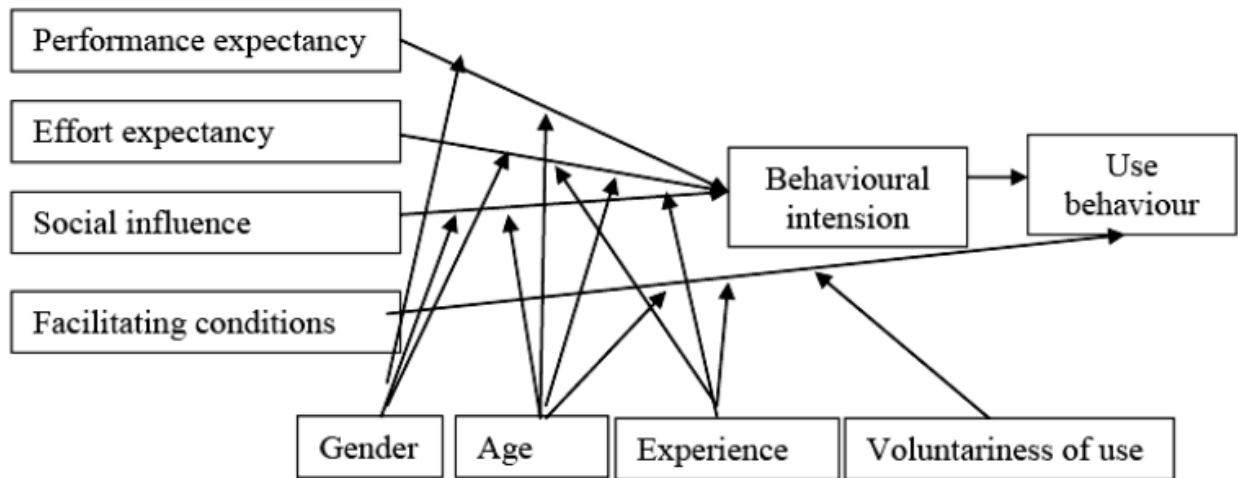 Performance expectancy
Effort expectancy
Social influence
Facilitating conditions
Behavioural
intension
Use
behaviour
Gender
Age
Experience
Voluntariness of use